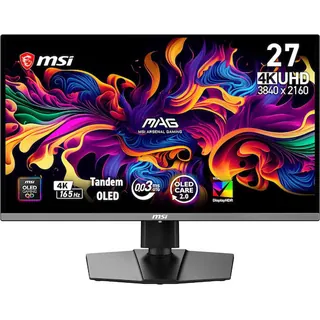 msi
27
4K UHD
3840 x 2160
MAG
MSI ARSENAL GAMING
msi
OLED
4K
165Hz
Tandem
OLED
0.03ms
OLED
CARE
2.0
DisplayHDR
msi